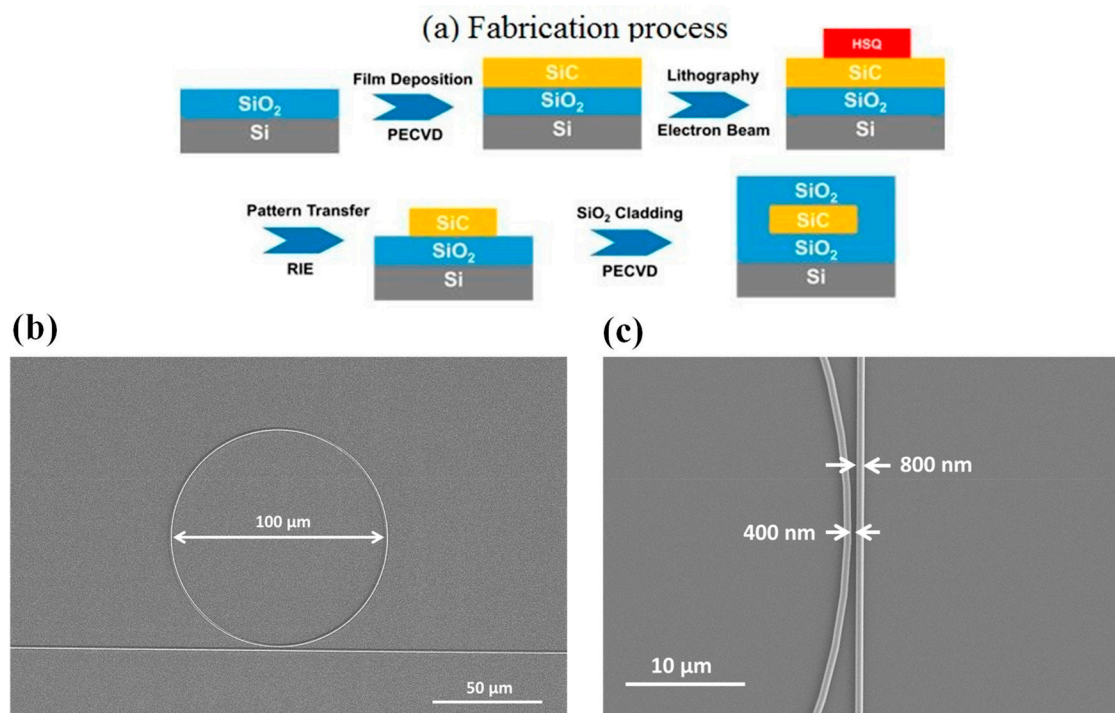 (a) Fabrication process
SiO₂
Si
Film Deposition
PECVD
SiC
SiO₂
Si
Lithography
Electron Beam
HSQ
SiC
SiO₂
Si
Pattern Transfer
RIE
SiC
SiO₂
Si
SiO₂ Cladding
PECVD
SiO₂
SiC
SiO₂
Si
(b)
100 µm
50 µm
(c)
800 nm
400 nm
10 µm